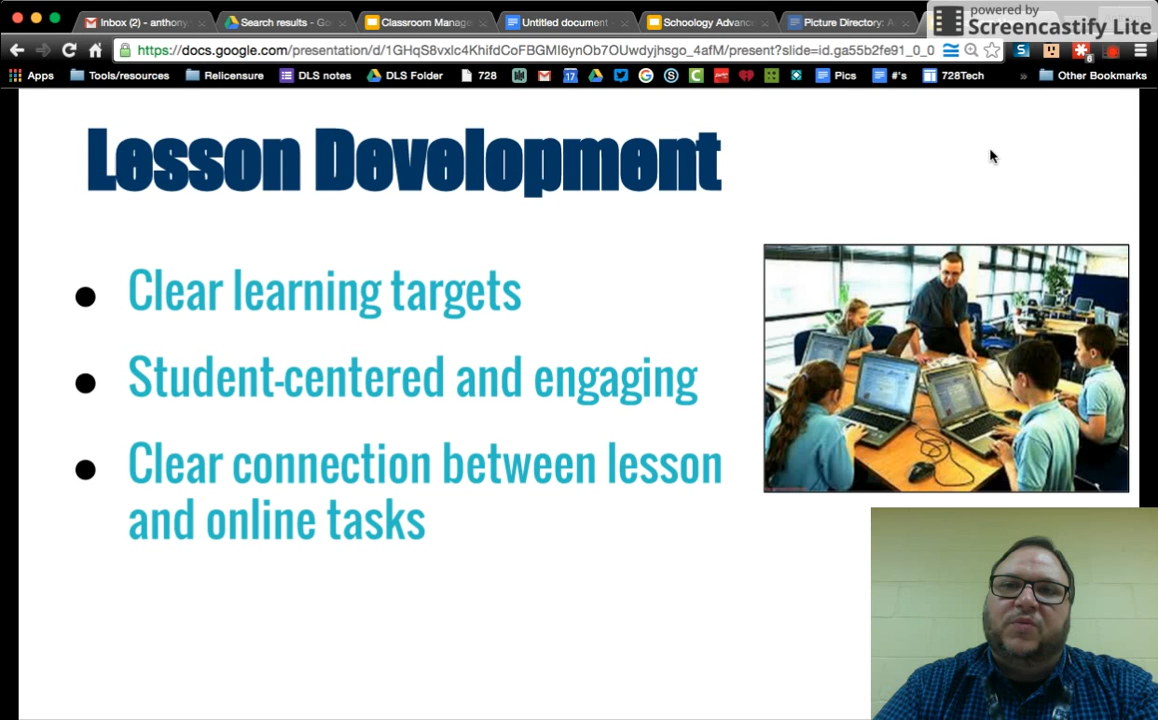 powered by
Screencastify Lite
Inbox (2) - anthony
Search results - Go
Classroom Manage
Untitled document -
Schoology Advance
Picture Directory: A
https://docs.google.com/presentation/d/1GHqS8vxlc4KhifdCoFBGMI6ynOb7OUwdyjhsgo_4afM/present?slide=id.ga55b2fe91_0_0
Apps Tools/resources Relicensure DLS notes DLS Folder 728 17 Pics #'s 728Tech » Other Bookmarks
Lesson Development
● Clear learning targets
● Student-centered and engaging
● Clear connection between lesson
and online tasks